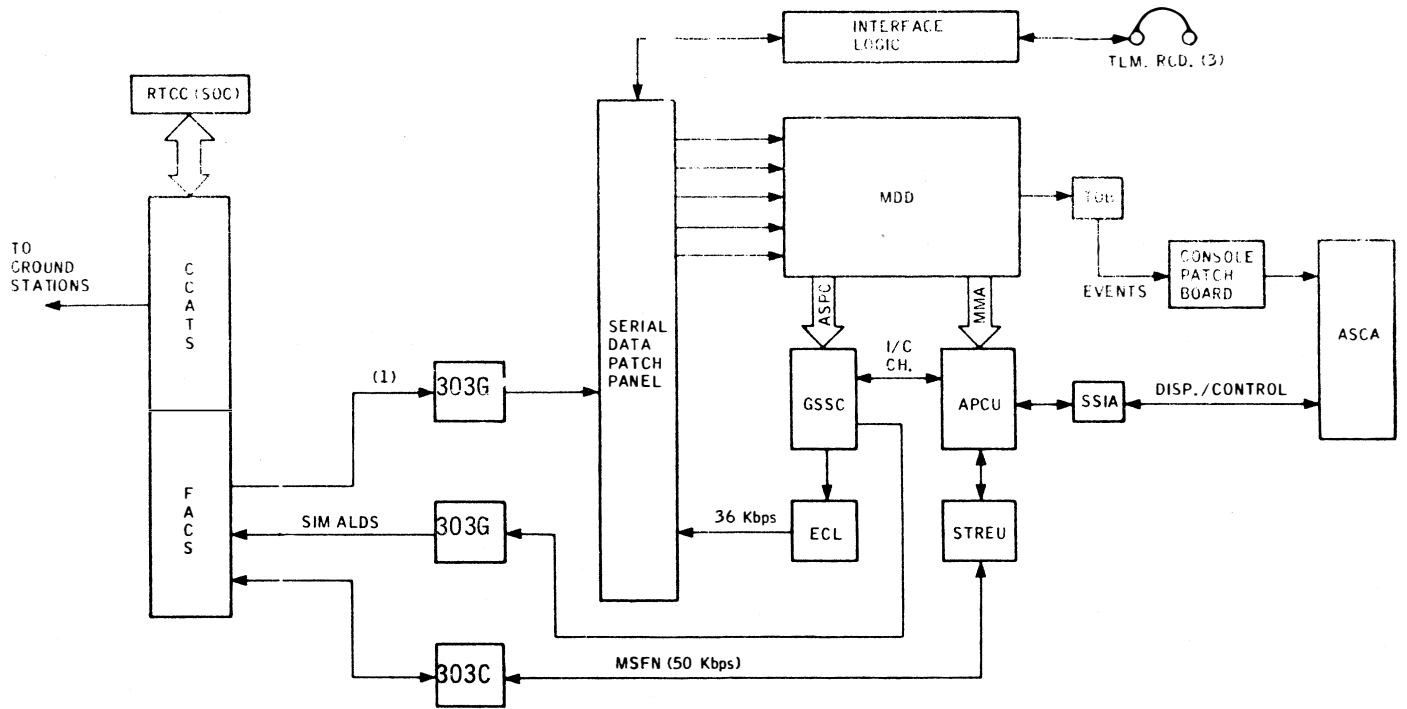 INTERFACE
LOGIC
TLM. RCD. (3)
RTCC (SOC)
MDD
TO
GROUND
STATIONS
CCATS
CONSOLE
PATCH
BOARD
EVENTS
ASPC
MMA
SERIAL
DATA
PATCH
PANEL
ASCA
I/C
CH.
(1)
303G
GSSC
APCU
SSIA
DISP./CONTROL
FACS
SIM ALDS
303G
36 Kbps
ECL
STREU
303C
MSFN (50 Kbps)